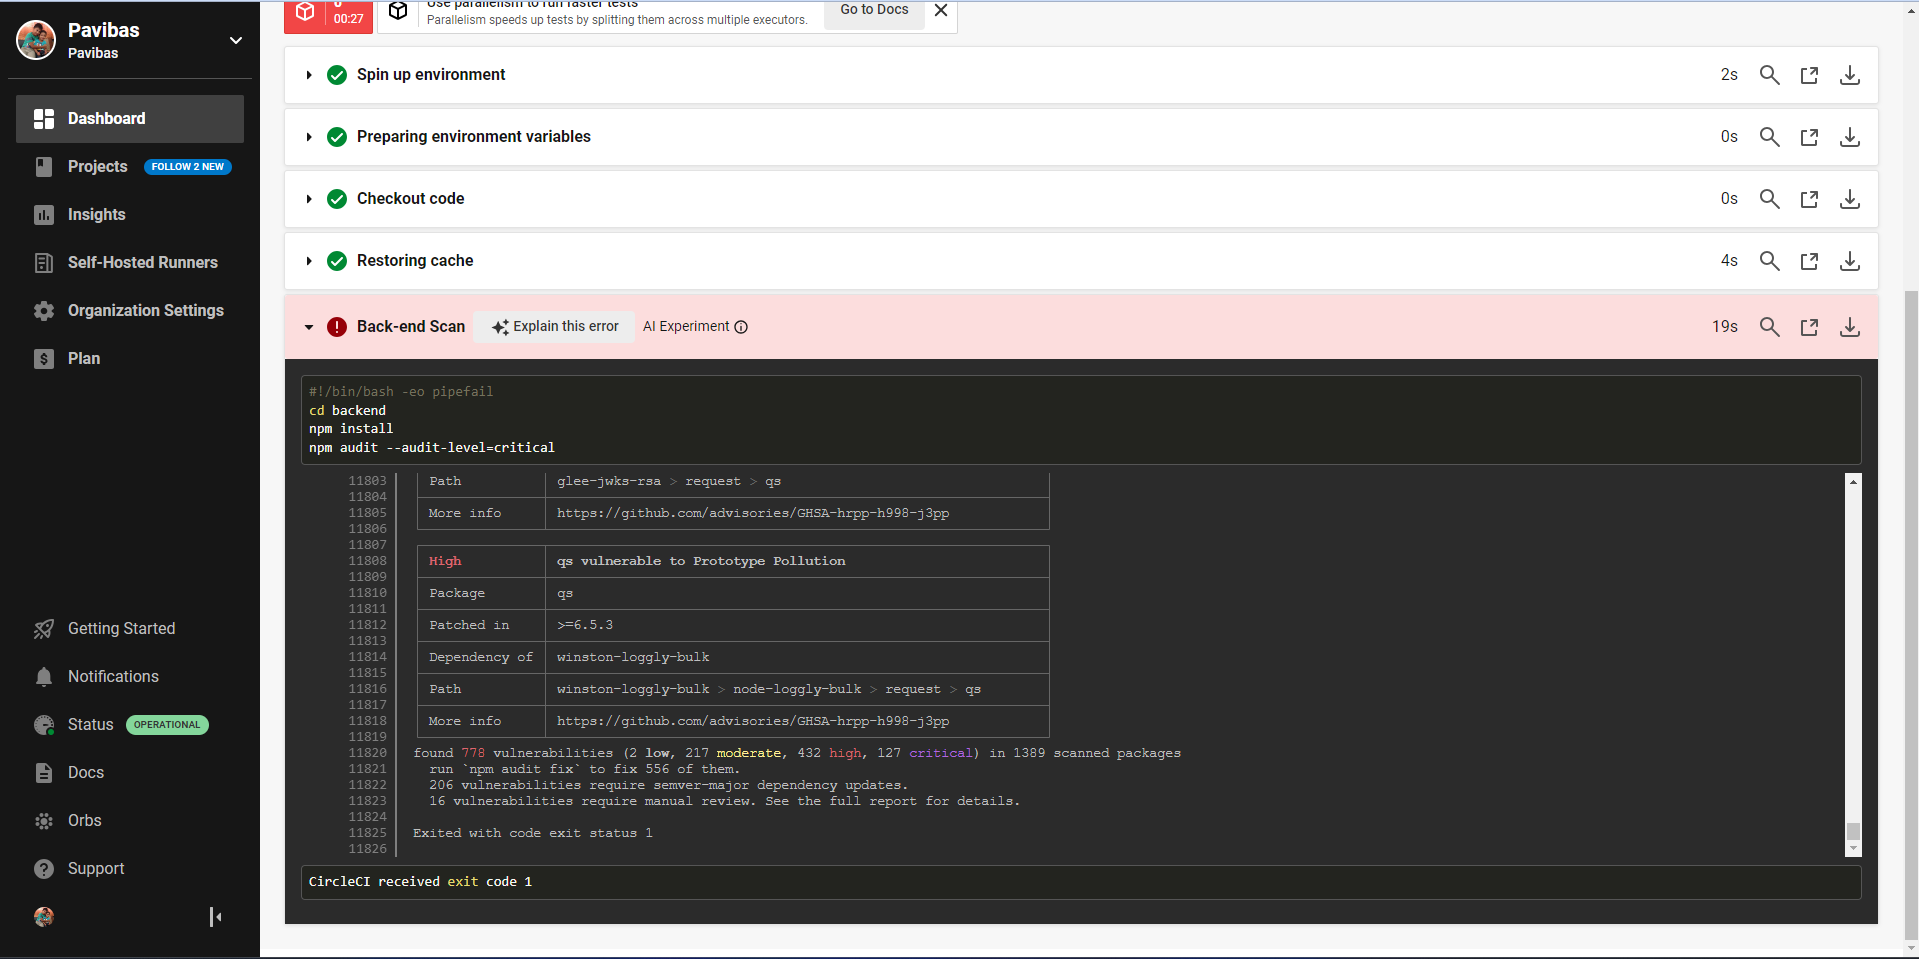 Pavibas
Pavibas
Dashboard
Projects FOLLOW 2 NEW
Insights
Self-Hosted Runners
Organization Settings
Plan
Getting Started
Notifications
Status OPERATIONAL
Docs
Orbs
Support
00:27
Use parallelism to run faster tests
Parallelism speeds up tests by splitting them across multiple executors.
Go to Docs
Spin up environment 2s
Preparing environment variables 0s
Checkout code 0s
Restoring cache 4s
Back-end Scan Explain this error AI Experiment 19s
#!/bin/bash -eo pipefail
cd backend
npm install
npm audit --audit-level=critical
11803 Path glee-jwks-rsa > request > qs
11804
11805 More info https://github.com/advisories/GHSA-hrpp-h998-j3pp
11806
11807
11808 High qs vulnerable to Prototype Pollution
11809
11810 Package qs
11811
11812 Patched in >=6.5.3
11813
11814 Dependency of winston-loggly-bulk
11815
11816 Path winston-loggly-bulk > node-loggly-bulk > request > qs
11817
11818 More info https://github.com/advisories/GHSA-hrpp-h998-j3pp
11819
11820 found 778 vulnerabilities (2 low, 217 moderate, 432 high, 127 critical) in 1389 scanned packages
11821 run `npm audit fix` to fix 556 of them.
11822 206 vulnerabilities require semver-major dependency updates.
11823 16 vulnerabilities require manual review. See the full report for details.
11824
11825 Exited with code exit status 1
11826
CircleCI received exit code 1